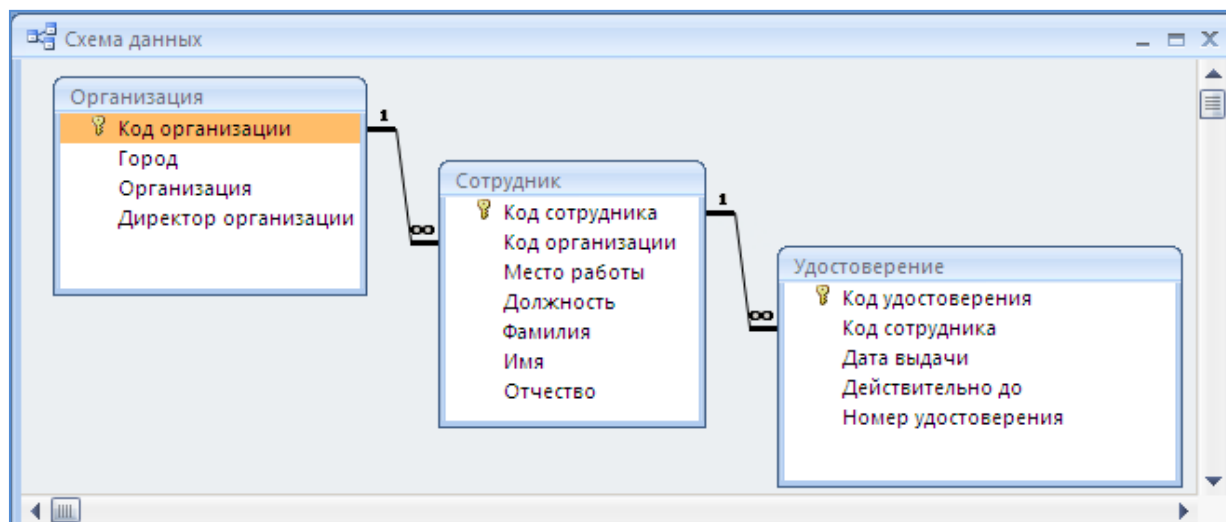 Схема данных
Организация
Код организации
Город
Организация
Директор организации
1
∞
Сотрудник
Код сотрудника
Код организации
Место работы
Должность
Фамилия
Имя
Отчество
1
∞
Удостоверение
Код удостоверения
Код сотрудника
Дата выдачи
Действительно до
Номер удостоверения